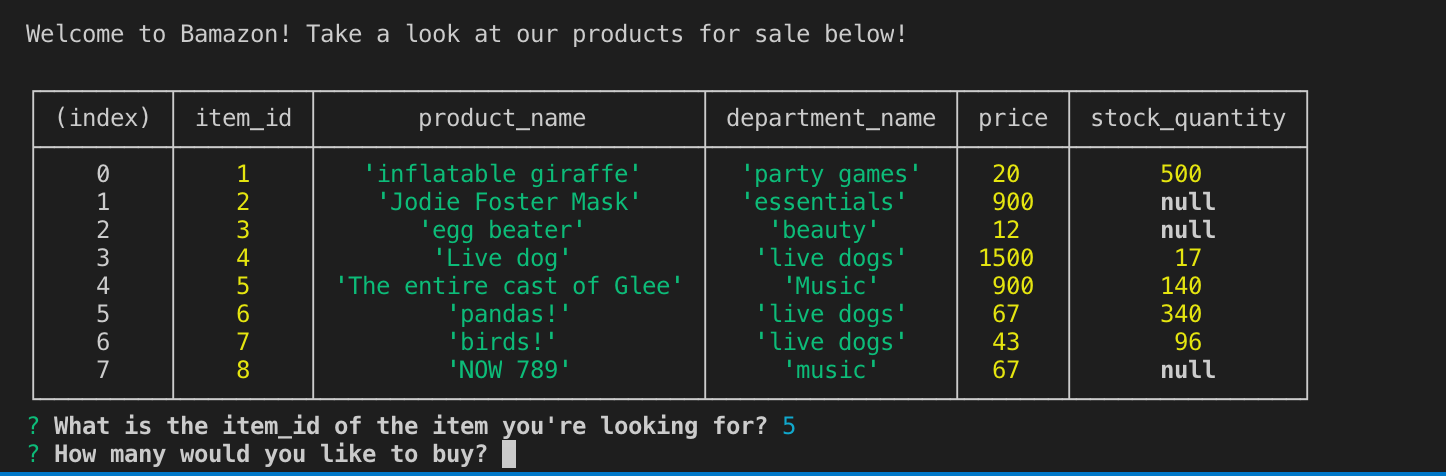 Welcome to Bamazon! Take a look at our products for sale below!
(index) item_id product_name department_name price stock_quantity
0 1 'inflatable giraffe' 'party games' 20 500
1 2 'Jodie Foster Mask' 'essentials' 900 null
2 3 'egg beater' 'beauty' 12 null
3 4 'Live dog' 'live dogs' 1500 17
4 5 'The entire cast of Glee' 'Music' 900 140
5 6 'pandas!' 'live dogs' 67 340
6 7 'birds!' 'live dogs' 43 96
7 8 'NOW 789' 'music' 67 null
? What is the item_id of the item you're looking for? 5
? How many would you like to buy?